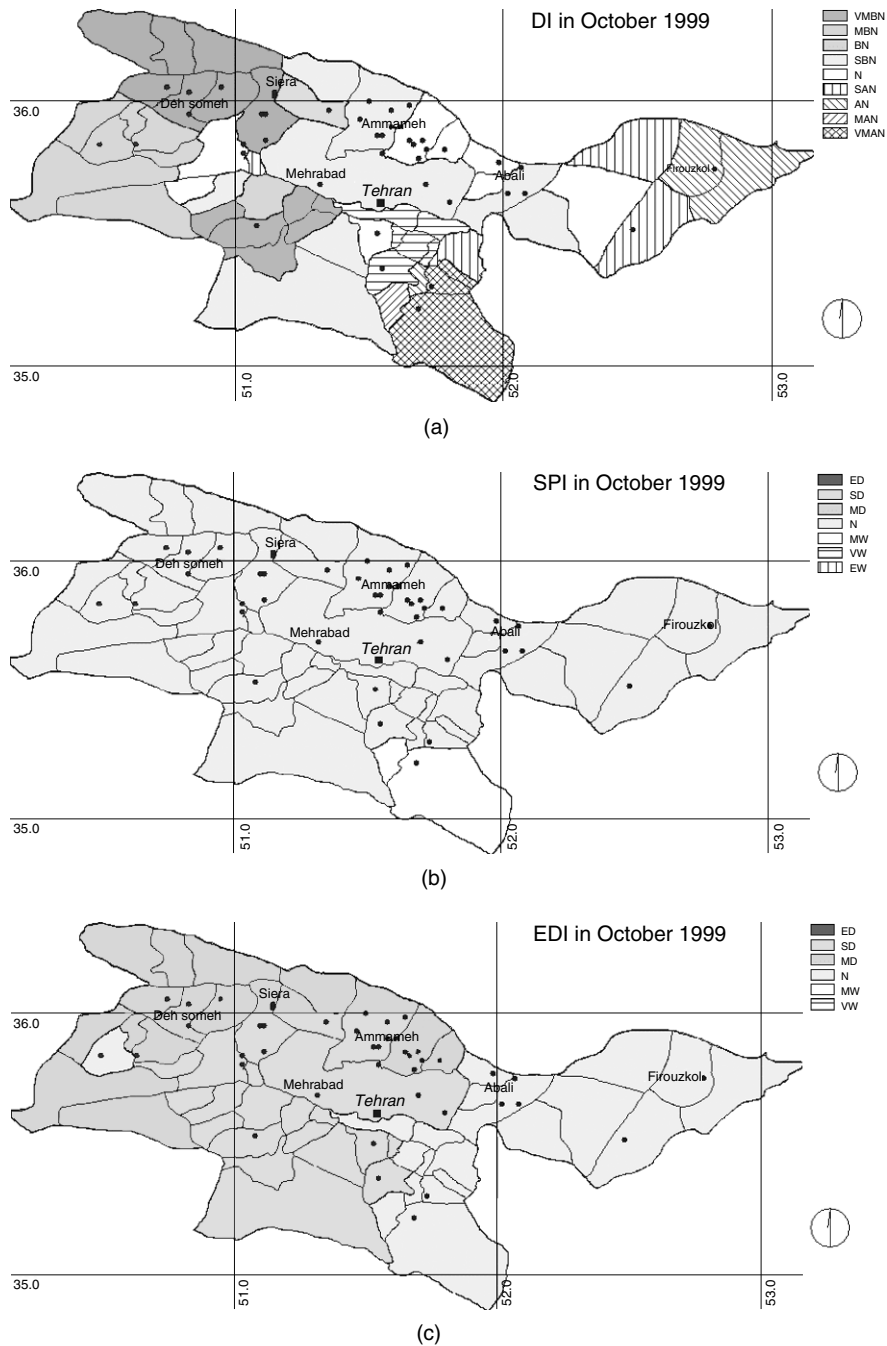 DI in October 1999
VMBN
MBN
BN
SBN
N
SAN
AN
MAN
VMAN
Siera
Deh someh
36.0
Ammameh
Firouzkol
Abali
Mehrabad
Tehran
35.0
51.0
52.0
53.0
(a)
SPI in October 1999
ED
SD
MD
N
MW
VW
EW
Siera
36.0
Deh someh
Ammameh
Abali
Firouzkol
Mehrabad
Tehran
35.0
51.0
52.0
53.0
(b)
EDI in October 1999
ED
SD
MD
N
MW
VW
Siera
36.0
Deh someh
Ammameh
Firouzkol
Mehrabad
Abali
Tehran
35.0
51.0
52.0
53.0
(c)